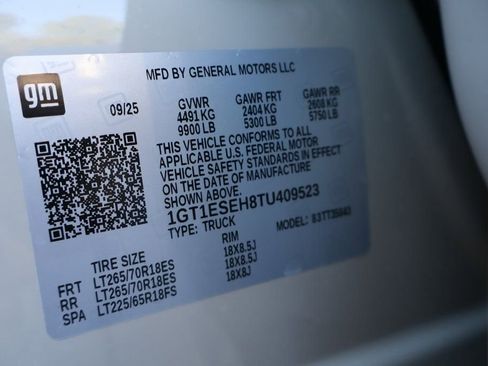 gm
MFD BY GENERAL MOTORS LLC
09/25
GVWR GAWR FRT GAWR RR
4491 KG 2404 KG 2608 KG
9900 LB 5300 LB 5750 LB
THIS VEHICLE CONFORMS TO ALL
APPLICABLE U.S. FEDERAL MOTOR
VEHICLE SAFETY STANDARDS IN EFFECT
ON THE DATE OF MANUFACTURE
SHOWN ABOVE.
1GT1ESEH8TU409523
TYPE: TRUCK MODEL:
TIRE SIZE RIM
FRT LT265/70R18ES 18X8.5J
RR LT265/70R18ES 18X8.5J
SPA LT225/65R18FS 18X8J